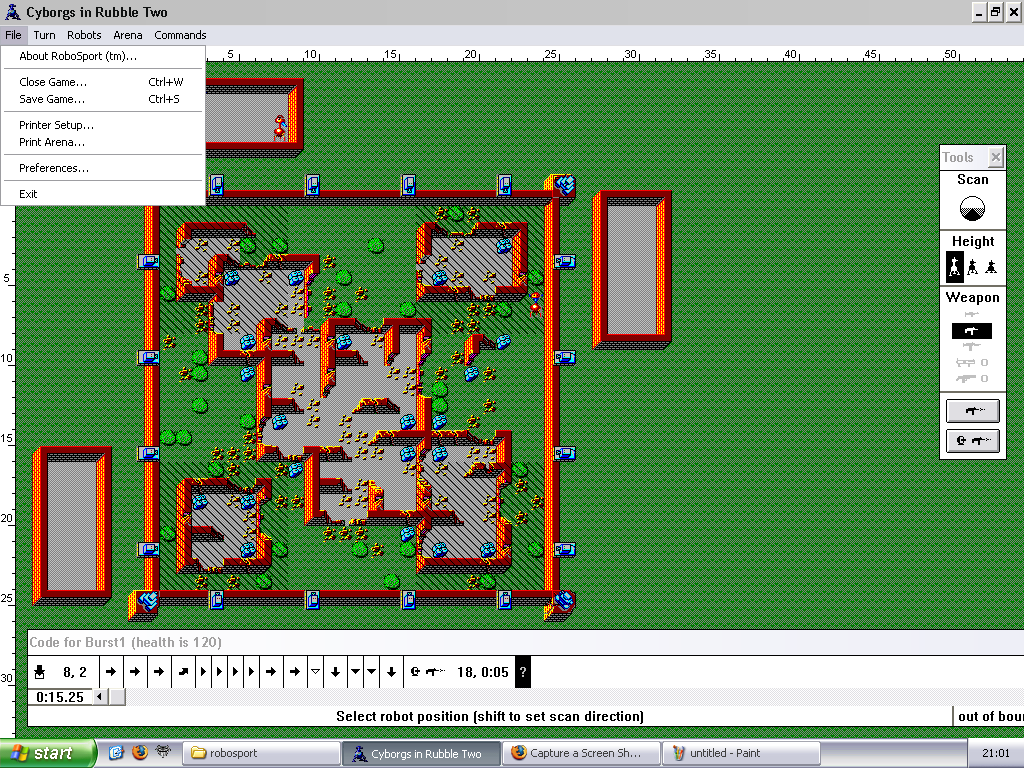 Cyborgs in Rubble Two
File Turn Robots Arena Commands
About RoboSport (tm)...
Close Game... Ctrl+W
Save Game... Ctrl+S
Printer Setup...
Print Arena...
Preferences...
Exit
5 10 15 20 25 30 35 40 45 50
5
10
15
20
25
30
Tools
Scan
Height
Weapon
0
0
Code for Burst1 (health is 120)
8, 2 18, 0:05 ?
0:15.25
Select robot position (shift to set scan direction) out of bou
start robosport Cyborgs in Rubble Two Capture a Screen Sh... untitled - Paint 21:01